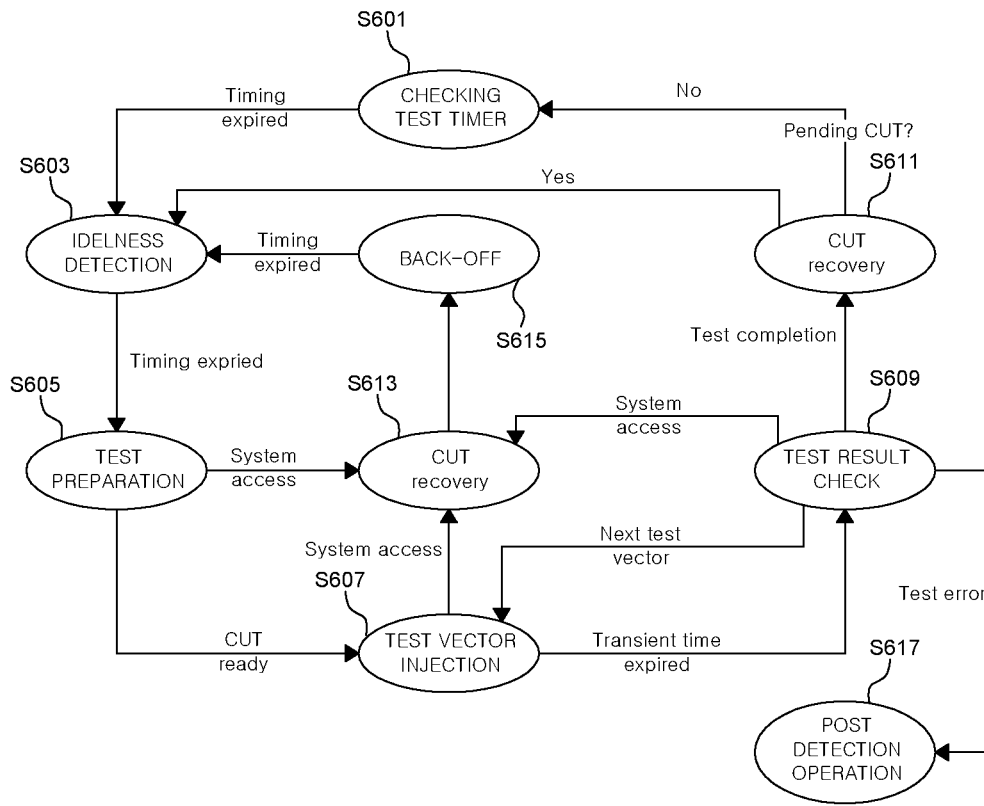 S601
CHECKING
TEST TIMER
Timing
expired
No
Pending CUT?
S611
S603
Yes
IDELNESS
DETECTION
Timing
expired
BACK-OFF
CUT
recovery
S615
Timing expried
Test completion
S605
S613
S609
System
access
TEST
PREPARATION
System
access
CUT
recovery
TEST RESULT
CHECK
Next test
vector
System access
S607
Test error
CUT
ready
TEST VECTOR
INJECTION
Transient time
expired
S617
POST
DETECTION
OPERATION